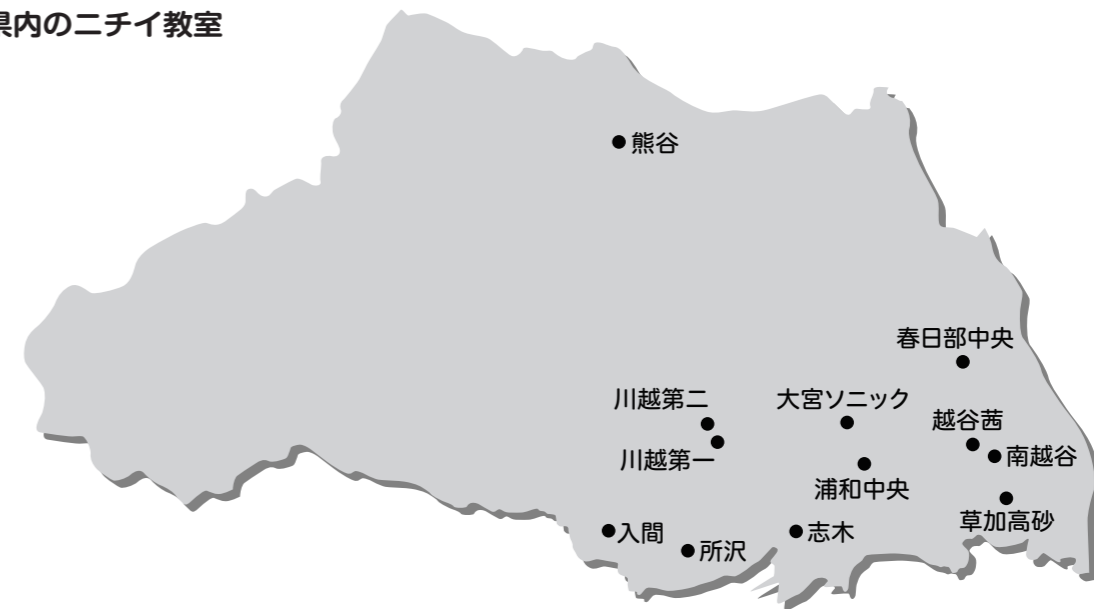 県内のニチイ教室
熊谷
春日部中央
川越第二
大宮ソニック
越谷茜
川越第一
南越谷
浦和中央
草加高砂
入間
志木
所沢